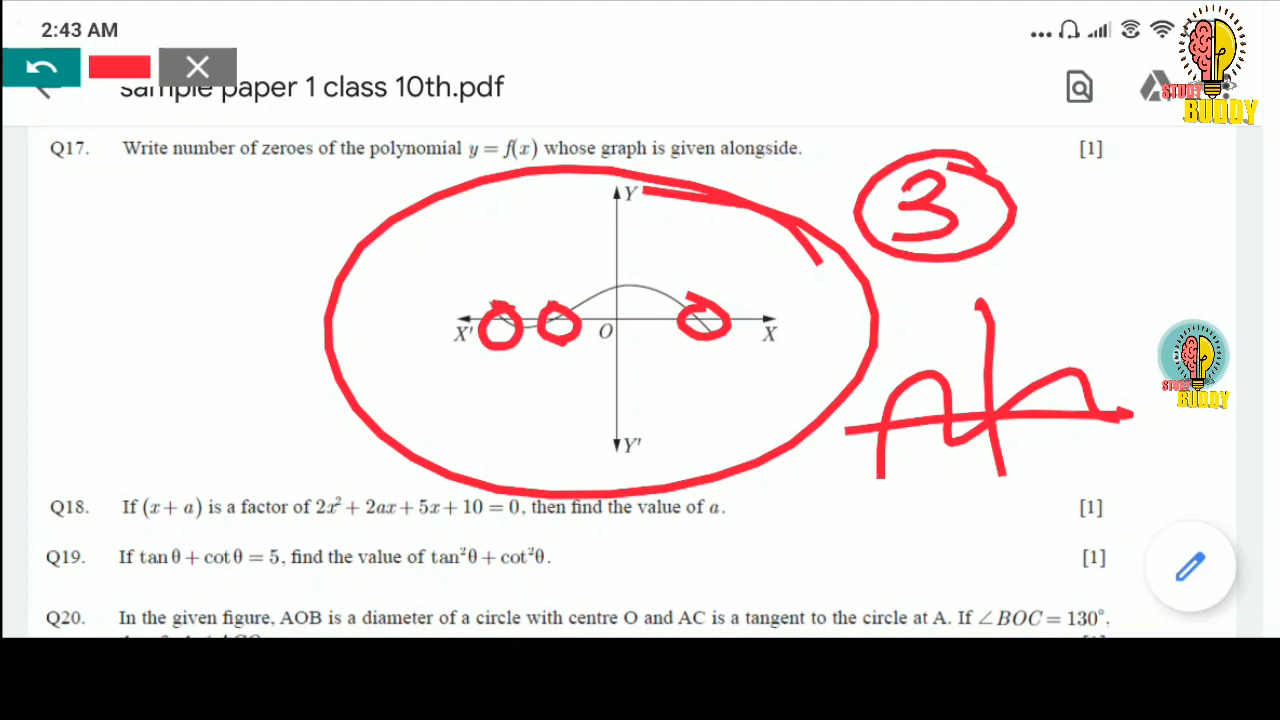 2:43 AM
sample paper 1 class 10th.pdf
STUDY
BUDDY
Q17. Write number of zeroes of the polynomial y = f(x) whose graph is given alongside. [1]
3
Y
X' O X
Y'
STUDY
BUDDY
Q18. If (x + a) is a factor of 2x² + 2ax + 5x + 10 = 0, then find the value of a. [1]
Q19. If tan θ + cot θ = 5, find the value of tan²θ + cot²θ. [1]
Q20. In the given figure, AOB is a diameter of a circle with centre O and AC is a tangent to the circle at A. If ∠BOC = 130°,